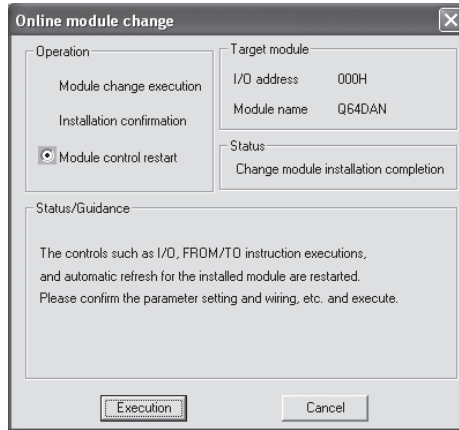 Online module change
Operation
Module change execution
Installation confirmation
Module control restart
Target module
I/O address 000H
Module name Q64DAN
Status
Change module installation completion
Status/Guidance
The controls such as I/O, FROM/TO instruction executions,
and automatic refresh for the installed module are restarted.
Please confirm the parameter setting and wiring, etc. and execute.
Execution
Cancel